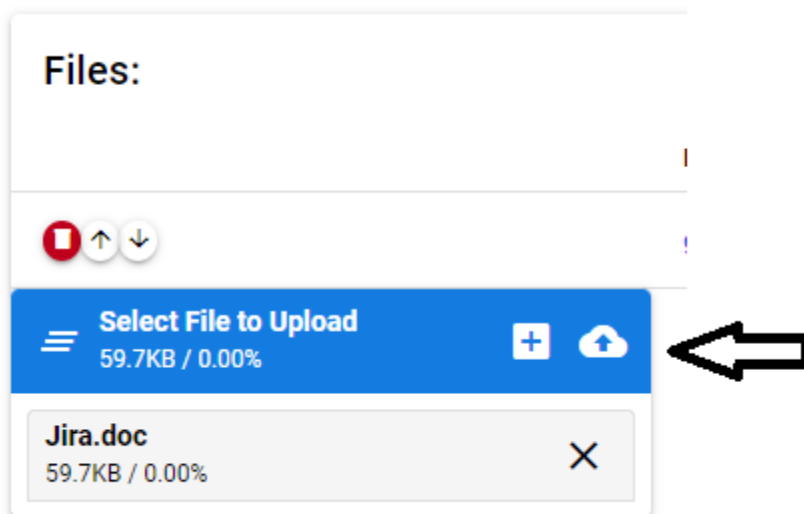 Files:
Select File to Upload
59.7KB / 0.00%
Jira.doc
59.7KB / 0.00%